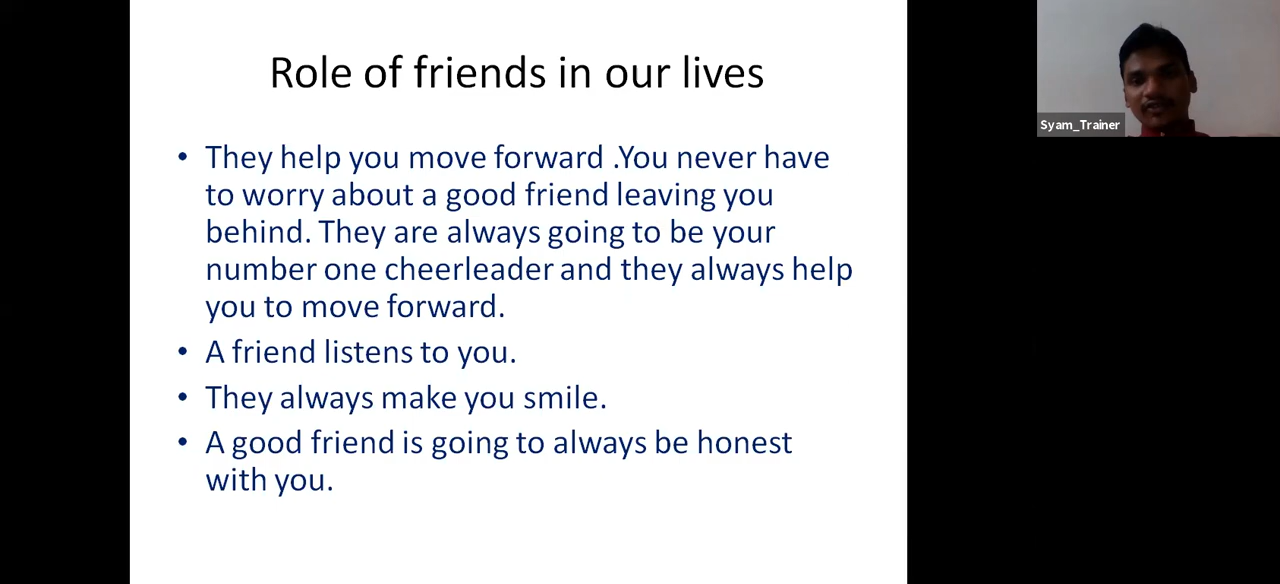 Role of friends in our lives
• They help you move forward .You never have
to worry about a good friend leaving you
behind. They are always going to be your
number one cheerleader and they always help
you to move forward.
• A friend listens to you.
• They always make you smile.
• A good friend is going to always be honest
with you.
Syam_Trainer